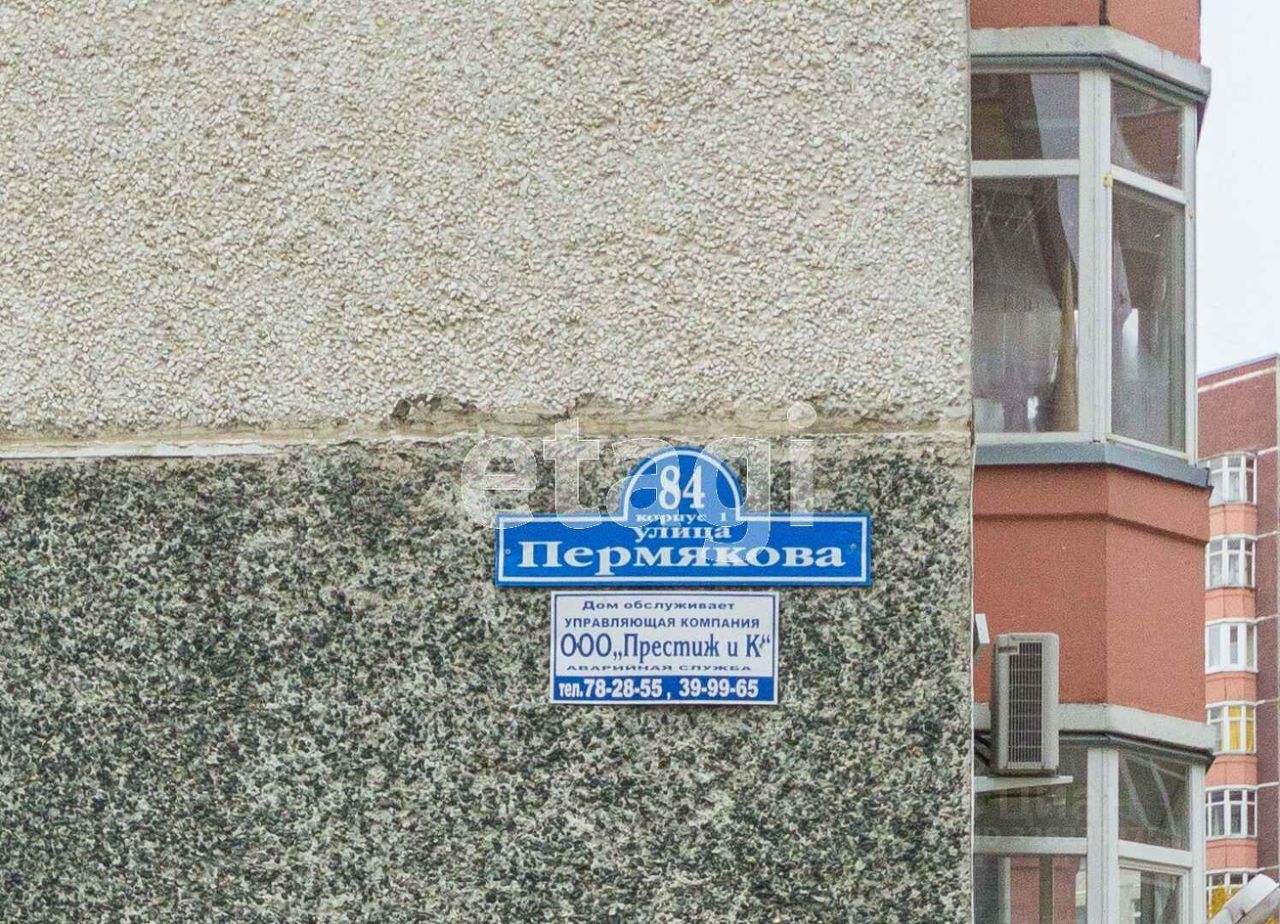 etagi
84
корпус 1
улица
Пермякова
Дом обслуживает
УПРАВЛЯЮЩАЯ КОМПАНИЯ
ООО „Престиж и К“
АВАРИЙНАЯ СЛУЖБА
тел. 78-28-55, 39-99-65